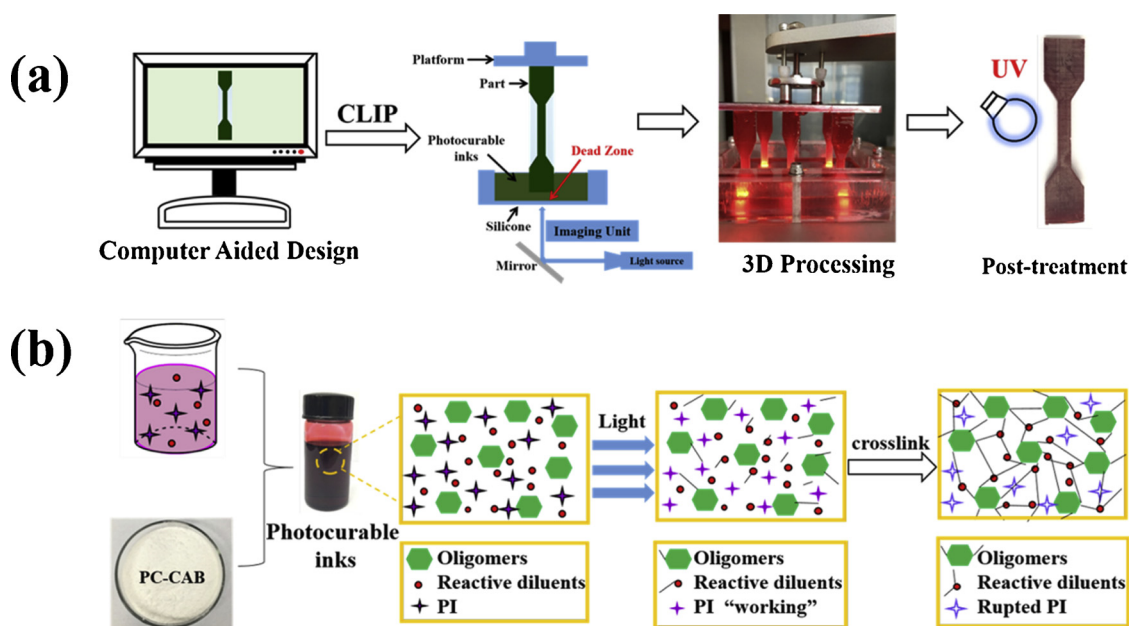 (a)
CLIP
Computer Aided Design
Platform
Part
Photocurable
inks
Dead Zone
Silicone
Imaging Unit
Mirror
Light source
3D Processing
UV
Post-treatment
(b)
PC-CAB
Photocurable
inks
Light
crosslink
Oligomers
Reactive diluents
PI
Oligomers
Reactive diluents
PI “working”
Oligomers
Reactive diluents
Rupted PI